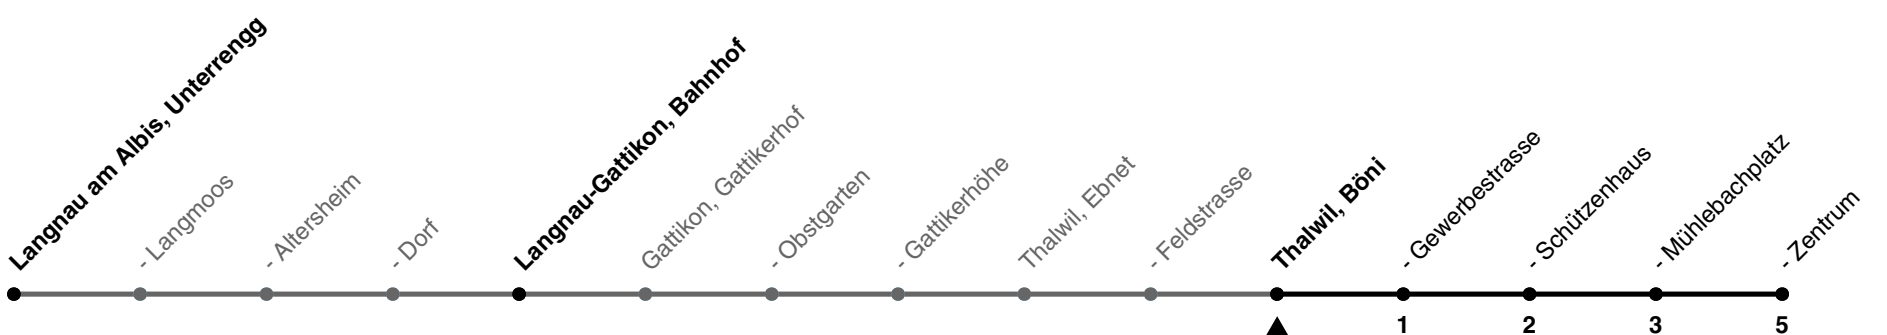 Langnau am Albis, Unterrengg
- Langmoos
- Altersheim
- Dorf
Langnau-Gattikon, Bahnhof
Gattikon, Gattikerhof
- Obstgarten
- Gattikerhöhe
Thalwil, Ebnet
- Feldstrasse
Thalwil, Böni
- Gewerbestrasse
- Schützenhaus
- Mühlebachplatz
- Zentrum
1 2 3 5